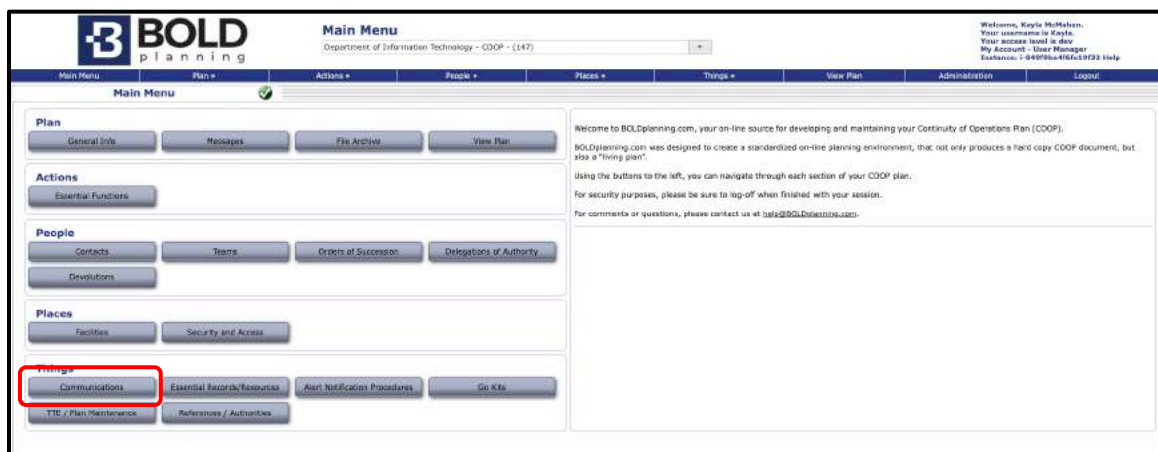 BOLD
planning
Main Menu
Department of Information Technology - COOP - (147)
Welcome, Kayla McMahan.
Your username is Kayla.
Your access level is dev
My Account - User Manager
Main Menu
Plan
Actions
People
Places
Things
View Plan
Administration
Logout
Main Menu
Plan
General Info
Messages
File Archive
View Plan
Actions
Essential Functions
People
Contacts
Teams
Orders of Succession
Delegations of Authority
Devolutions
Places
Facilities
Security and Access
Things
Communications
Essential Records/Resources
Alert Notification Procedures
Go Kits
TTE / Plan Maintenance
References / Authorities
Welcome to BOLDplanning.com, your on-line source for developing and maintaining your Continuity of Operations Plan (COOP).
BOLDplanning.com was designed to create a standardized on-line planning environment, that not only produces a hard copy COOP document, but
also a "living plan".
Using the buttons to the left, you can navigate through each section of your COOP plan.
For security purposes, please be sure to log-off when finished with your session.
For comments or questions, please contact us at help@BOLDplanning.com.